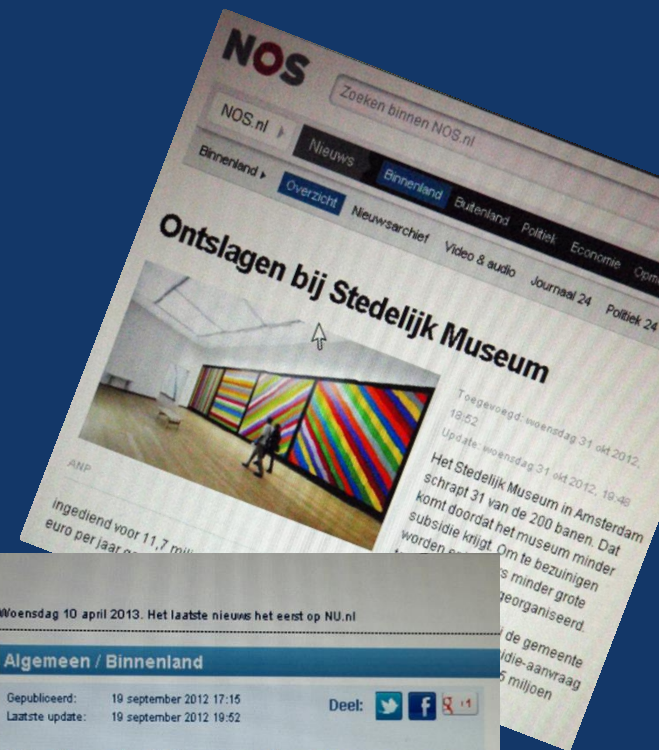 NOS
Zoeken binnen NOS.nl
NOS.nl
Nieuws Binnenland Buitenland Politiek Economie
Binnenland Overzicht Nieuwsarchief Video & audio Journaal 24 Politiek 24
Ontslagen bij Stedelijk Museum
ANP
ingediend voor 11,7
euro per jaar
Toegevoegd: woensdag 31 okt 2012,
18:52
Update: woensdag 31 okt 2012, 19:48
Het Stedelijk Museum in Amsterdam
schrapt 31 van de 200 banen. Dat
komt doordat het museum minder
subsidie krijgt. Om te bezuinigen
worden
minder grote
georganiseerd.
de gemeente
5 miljoen
Woensdag 10 april 2013. Het laatste nieuws het eerst op NU.nl
Algemeen / Binnenland
Gepubliceerd: 19 september 2012 17:15
Laatste update: 19 september 2012 19:52
Deel: f g +1